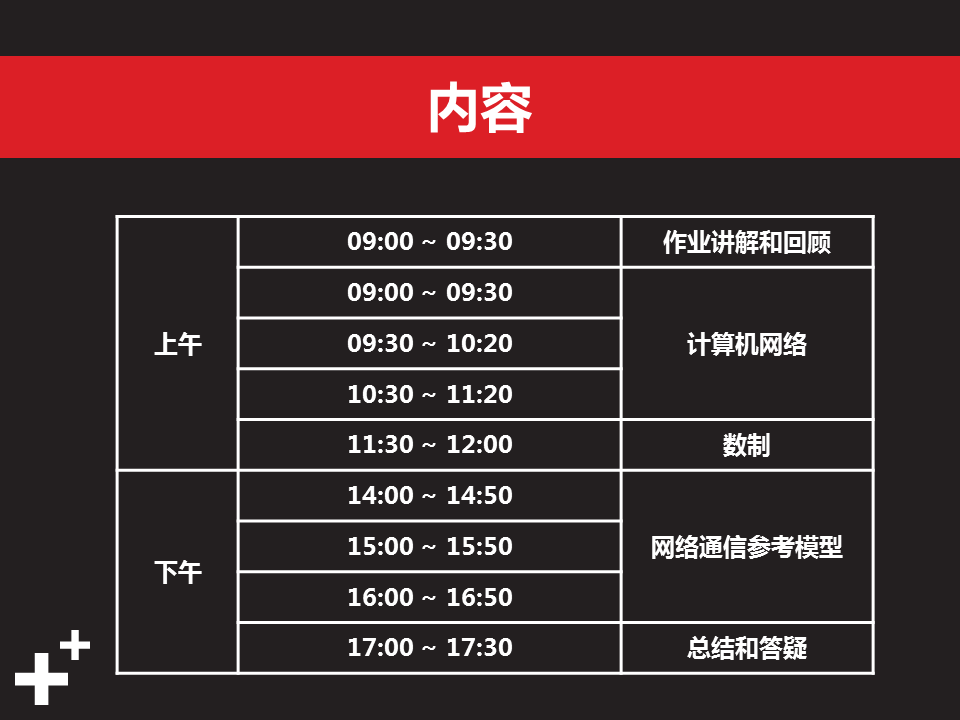 内容
上午
09:00 ~ 09:30
作业讲解和回顾
09:00 ~ 09:30
计算机网络
09:30 ~ 10:20
10:30 ~ 11:20
11:30 ~ 12:00
数制
下午
14:00 ~ 14:50
网络通信参考模型
15:00 ~ 15:50
16:00 ~ 16:50
17:00 ~ 17:30
总结和答疑